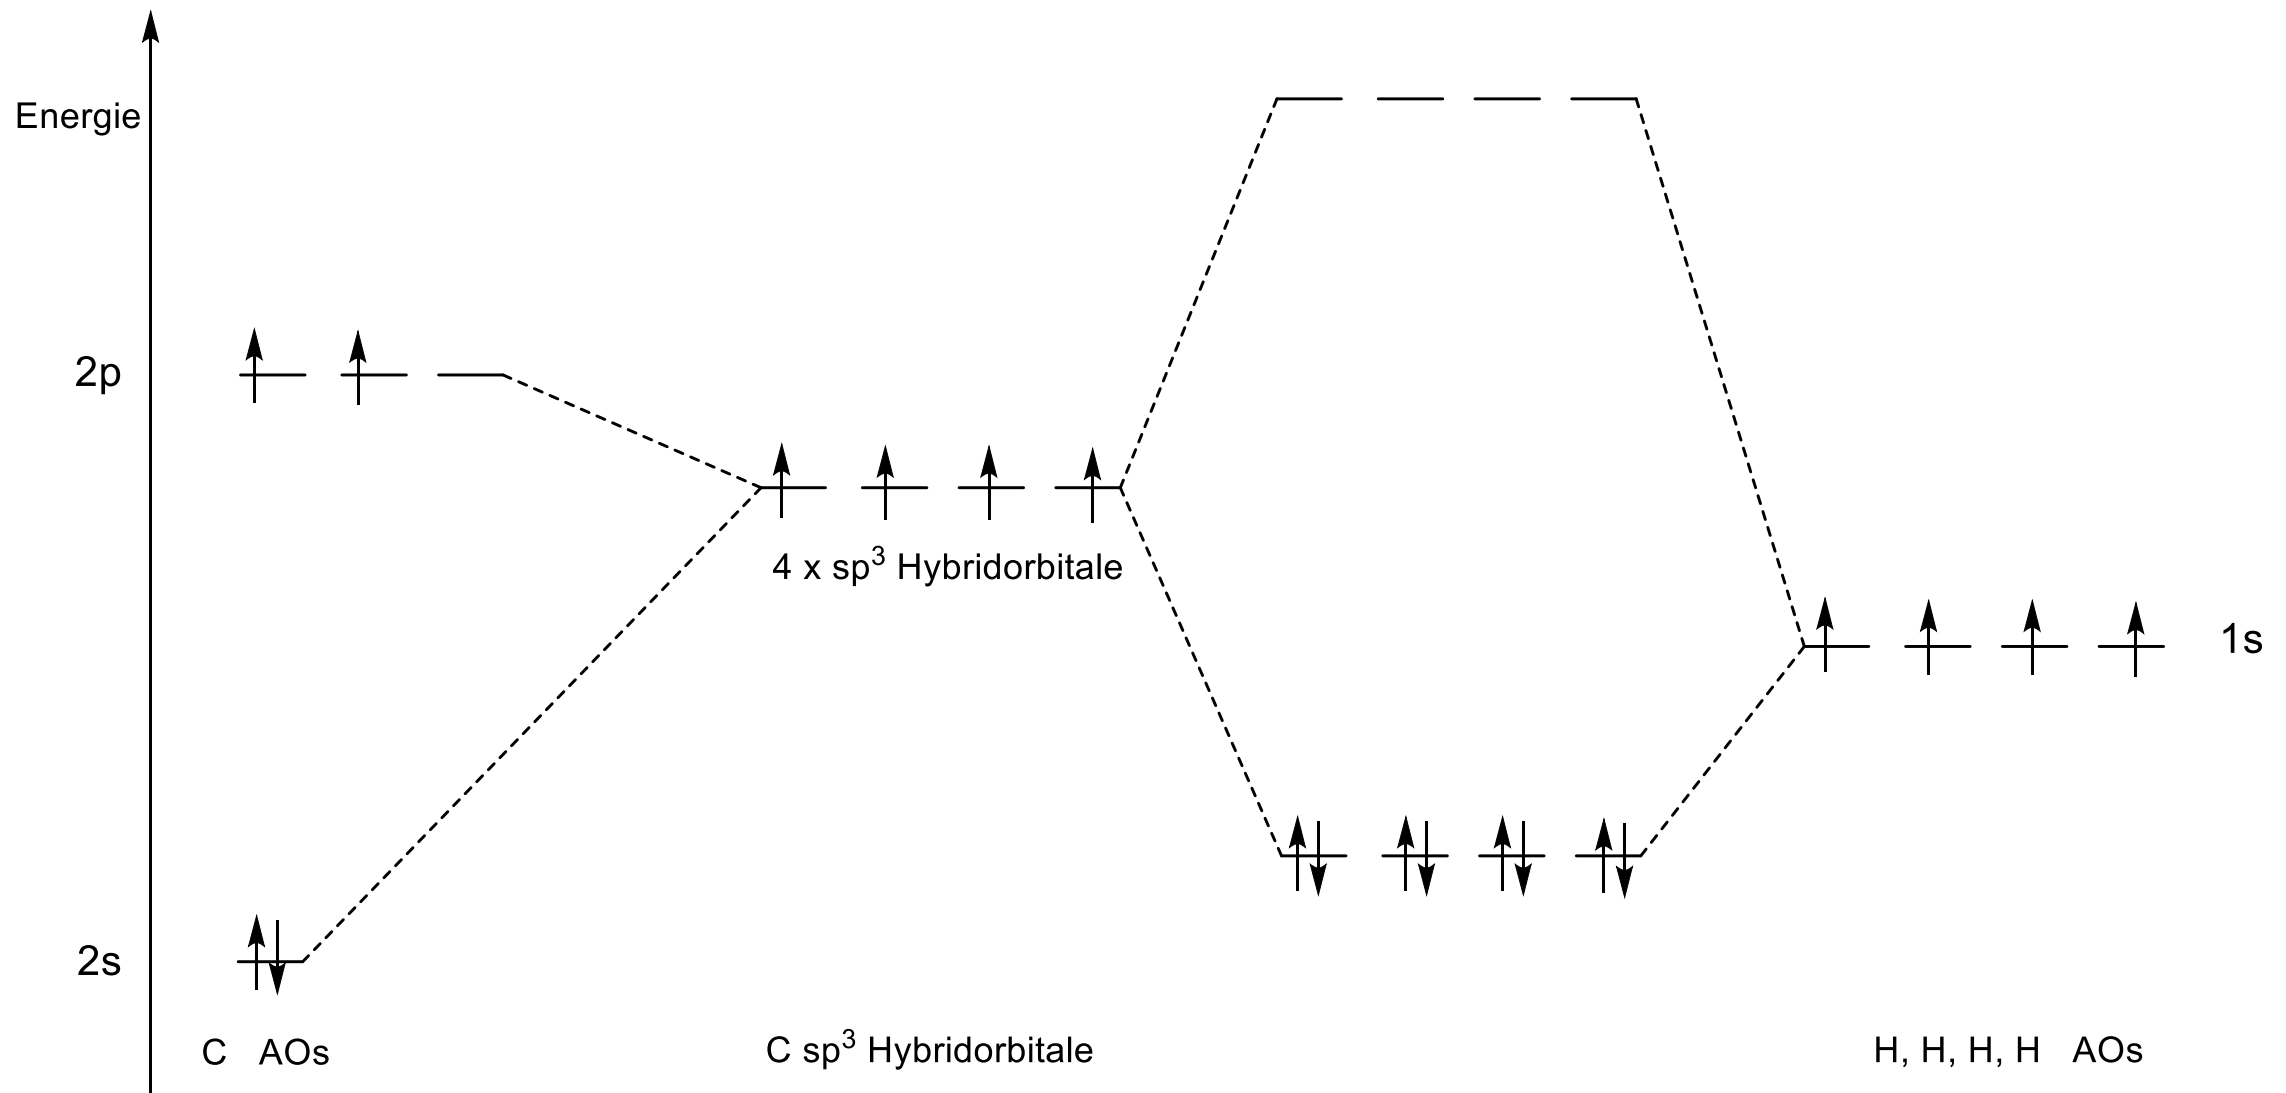 Energie
2p
4 x sp³ Hybridorbitale
1s
2s
C AOs
C sp³ Hybridorbitale
H, H, H, H AOs